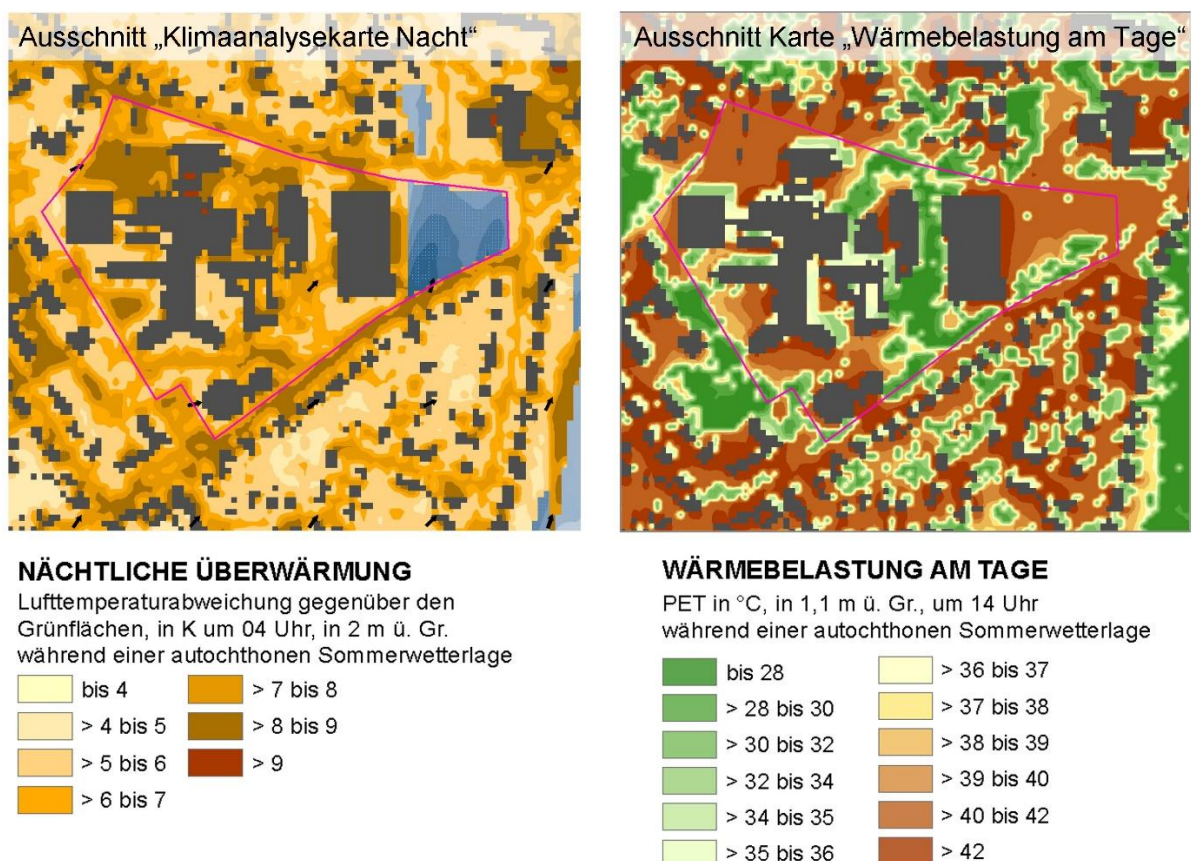 Ausschnitt „Klimaanalysekarte Nacht“
Ausschnitt Karte „Wärmebelastung am Tage“
NÄCHTLICHE ÜBERWÄRMUNG
Lufttemperaturabweichung gegenüber den
Grünflächen, in K um 04 Uhr, in 2 m ü. Gr.
während einer autochthonen Sommerwetterlage
bis 4
> 4 bis 5
> 5 bis 6
> 6 bis 7
> 7 bis 8
> 8 bis 9
> 9
WÄRMEBELASTUNG AM TAGE
PET in °C, in 1,1 m ü. Gr., um 14 Uhr
während einer autochthonen Sommerwetterlage
bis 28
> 28 bis 30
> 30 bis 32
> 32 bis 34
> 34 bis 35
> 35 bis 36
> 36 bis 37
> 37 bis 38
> 38 bis 39
> 39 bis 40
> 40 bis 42
> 42